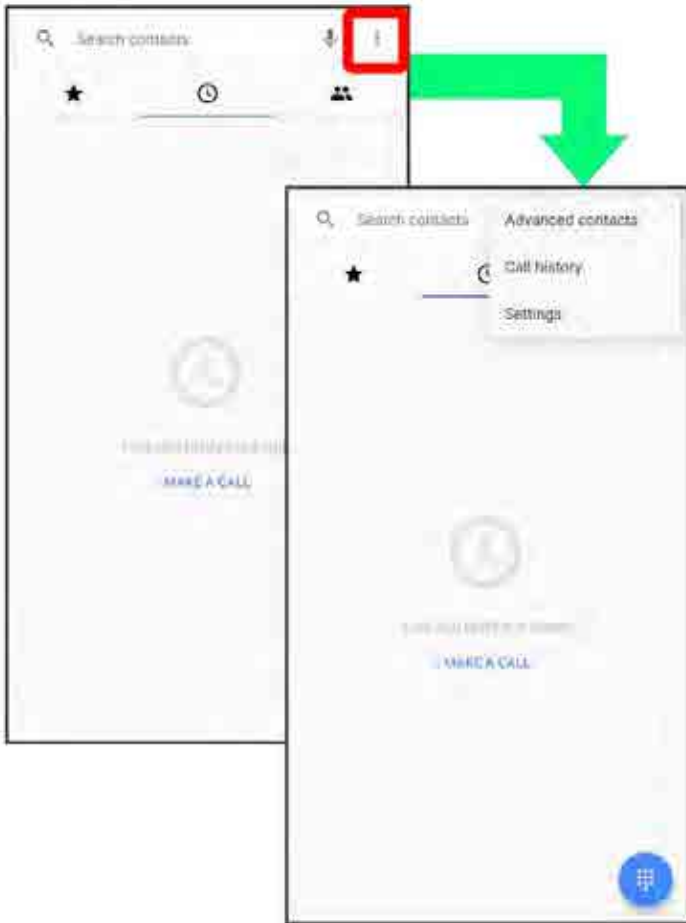 Search contacts
MAKE A CALL
Search contacts
Advanced contacts
Call history
Settings
MAKE A CALL